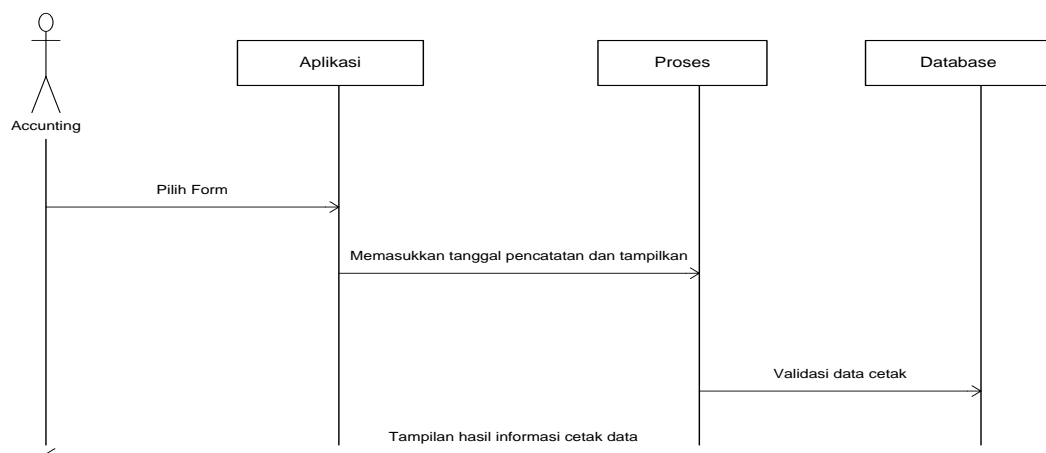 Aplikasi
Proses
Database
Accunting
Pilih Form
Memasukkan tanggal pencatatan dan tampilkan
Validasi data cetak
Tampilan hasil informasi cetak data